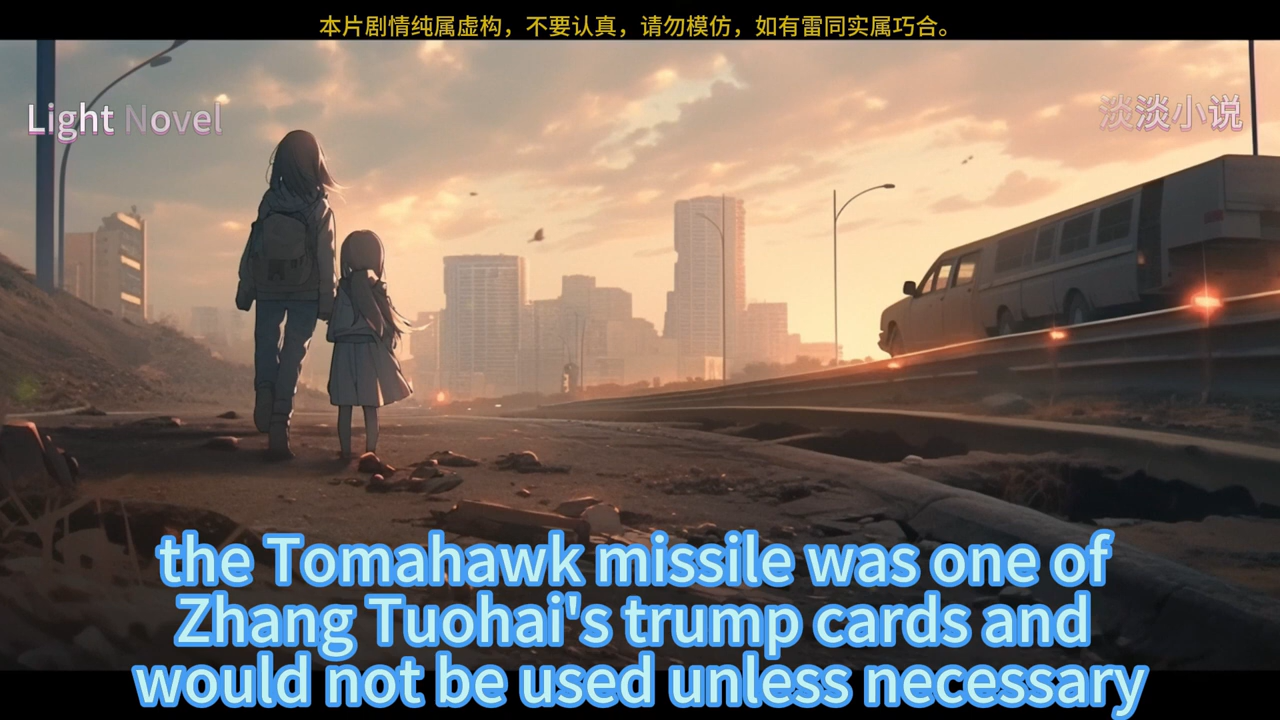 本片剧情纯属虚构，不要认真，请勿模仿，如有雷同实属巧合。
Light Novel
淡淡小说
the Tomahawk missile was one of
Zhang Tuohai's trump cards and
would not be used unless necessary